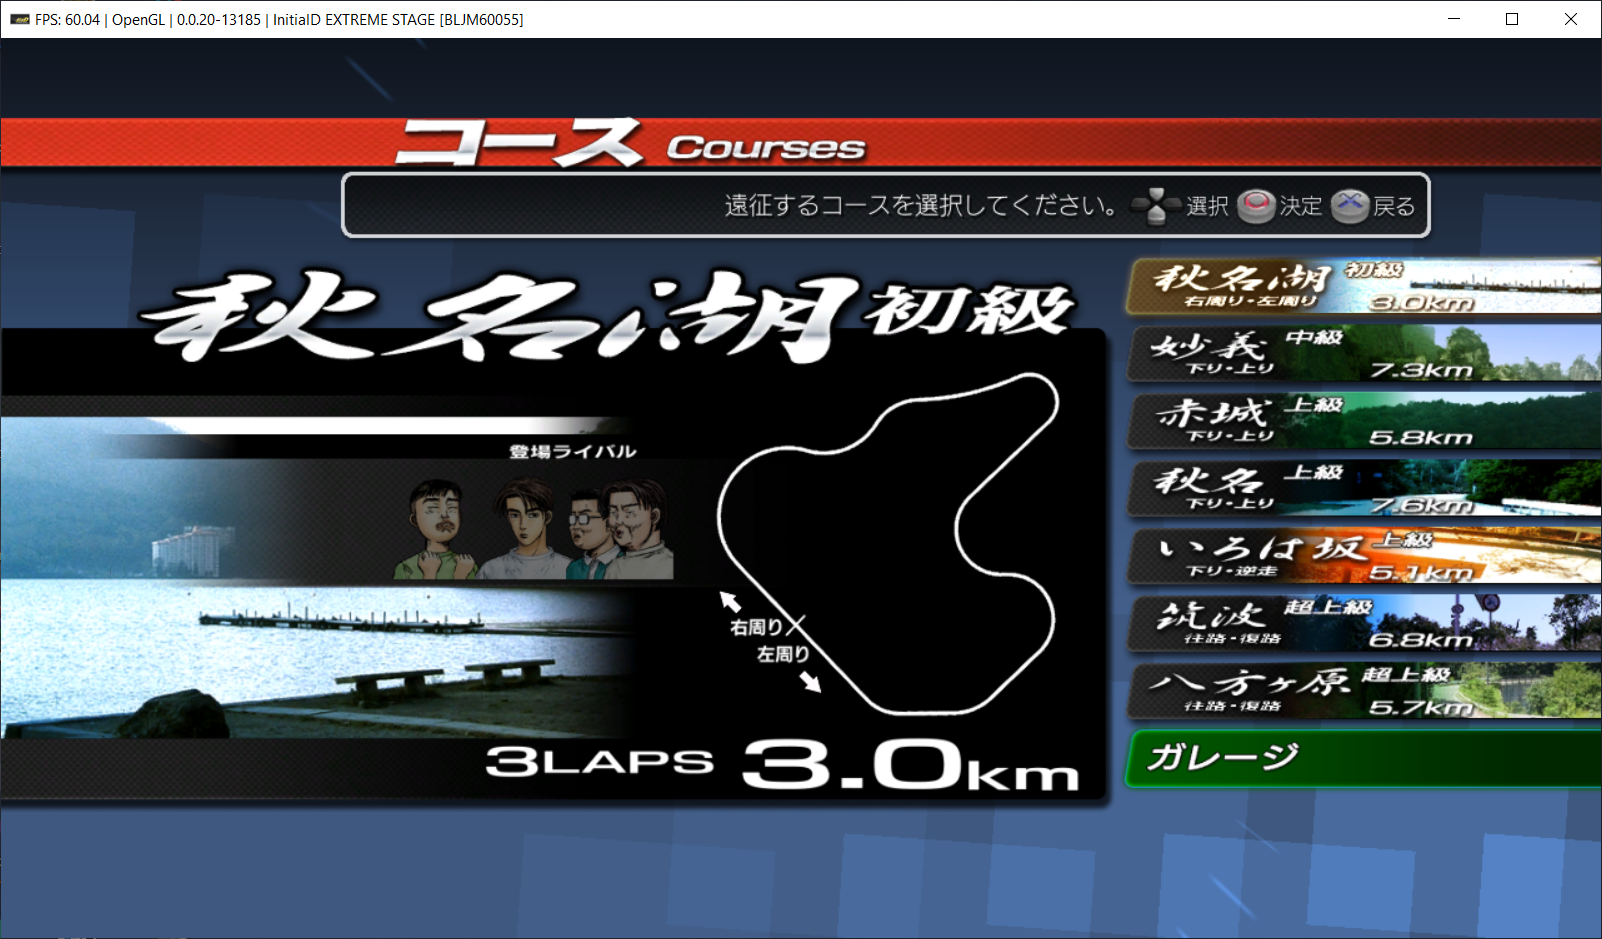 FPS: 60.04 | OpenGL | 0.0.20-13185 | InitialD EXTREME STAGE [BLJM60055]
コース Courses
遠征するコースを選択してください。 選択 決定 戻る
秋名湖 初級
登場ライバル
右周り
左周り
3LAPS 3.0km
秋名湖 初級
右周り・左周り 3.0km
妙義 中級
下り・上り 7.3km
赤城 上級
下り・上り 5.8km
秋名 上級
下り・上り 7.6km
いろは坂 上級
下り・逆走 5.1km
筑波 超上級
往路・復路 6.8km
八方ヶ原 超上級
往路・復路 5.7km
ガレージ